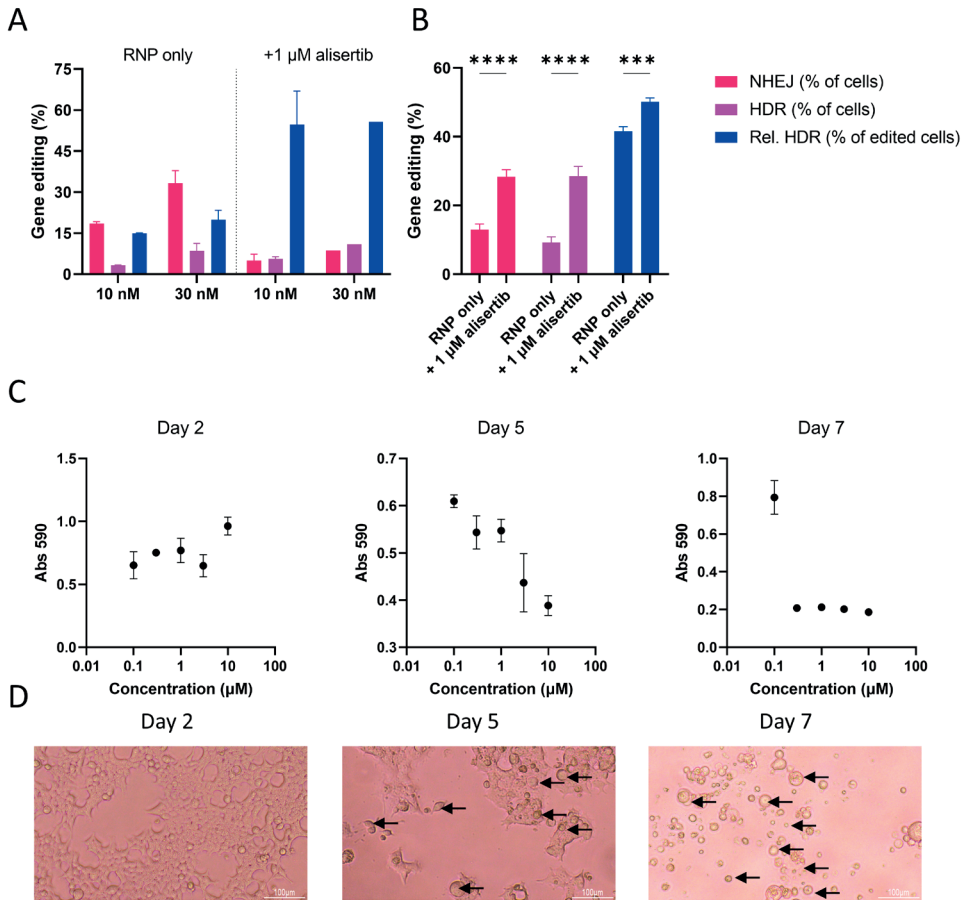 A
RNP only
+1 µM alisertib
Gene editing (%)
75
60
45
30
15
0
10 nM
30 nM
10 nM
30 nM
B
**** **** ***
Gene editing (%)
60
40
20
0
RNP only
+ 1 µM alisertib
RNP only
+ 1 µM alisertib
RNP only
+ 1 µM alisertib
NHEJ (% of cells)
HDR (% of cells)
Rel. HDR (% of edited cells)
C
Day 2
Abs 590
1.5
1.0
0.5
0.0
0.01 0.1 1 10 100
Concentration (µM)
Day 5
Abs 590
0.7
0.6
0.5
0.4
0.3
0.01 0.1 1 10 100
Concentration (µM)
Day 7
Abs 590
1.0
0.8
0.6
0.4
0.2
0.0
0.01 0.1 1 10 100
Concentration (µM)
D
Day 2
100µm
Day 5
100µm
Day 7
100µm